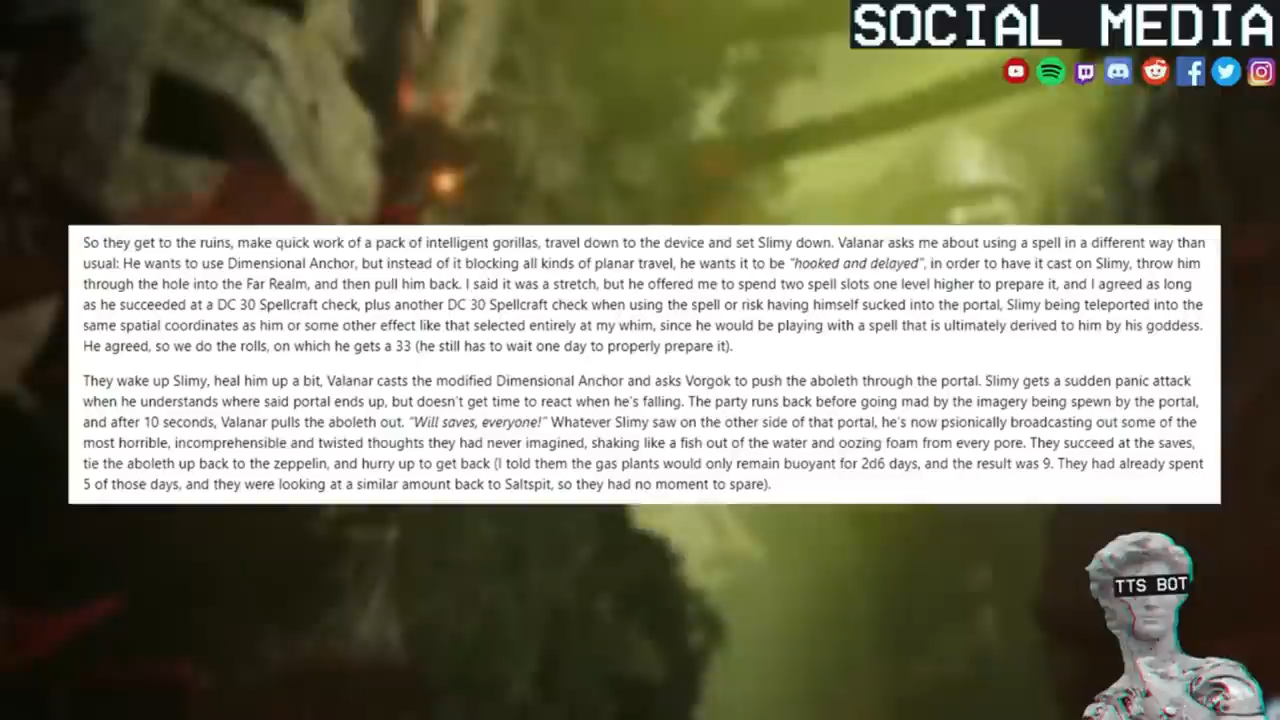 SOCIAL MEDIA
So they get to the ruins, make quick work of a pack of intelligent gorillas, travel down to the device and set Slimy down. Valanar asks me about using a spell in a different way than
usual: He wants to use Dimensional Anchor, but instead of it blocking all kinds of planar travel, he wants it to be "hooked and delayed", in order to have it cast on Slimy, throw him
through the hole into the Far Realm, and then pull him back. I said it was a stretch, but he offered me to spend two spell slots one level higher to prepare it, and I agreed as long
as he succeeded at a DC 30 Spellcraft check, plus another DC 30 Spellcraft check when using the spell or risk having himself sucked into the portal, Slimy being teleported into the
same spatial coordinates as him or some other effect like that selected entirely at my whim, since he would be playing with a spell that is ultimately derived to him by his goddess.
He agreed, so we do the rolls, on which he gets a 33 (he still has to wait one day to properly prepare it).
They wake up Slimy, heal him up a bit, Valanar casts the modified Dimensional Anchor and asks Vorgok to push the aboleth through the portal. Slimy gets a sudden panic attack
when he understands where said portal ends up, but doesn't get time to react when he's falling. The party runs back before going mad by the imagery being spewn by the portal,
and after 10 seconds, Valanar pulls the aboleth out. "Will saves, everyone!" Whatever Slimy saw on the other side of that portal, he's now psionically broadcasting out some of the
most horrible, incomprehensible and twisted thoughts they had never imagined, shaking like a fish out of the water and oozing foam from every pore. They succeed at the saves,
tie the aboleth up back to the zeppelin, and hurry up to get back (I told them the gas plants would only remain buoyant for 2d6 days, and the result was 9. They had already spent
5 of those days, and they were looking at a similar amount back to Saltspit, so they had no moment to spare).
TTS BOT